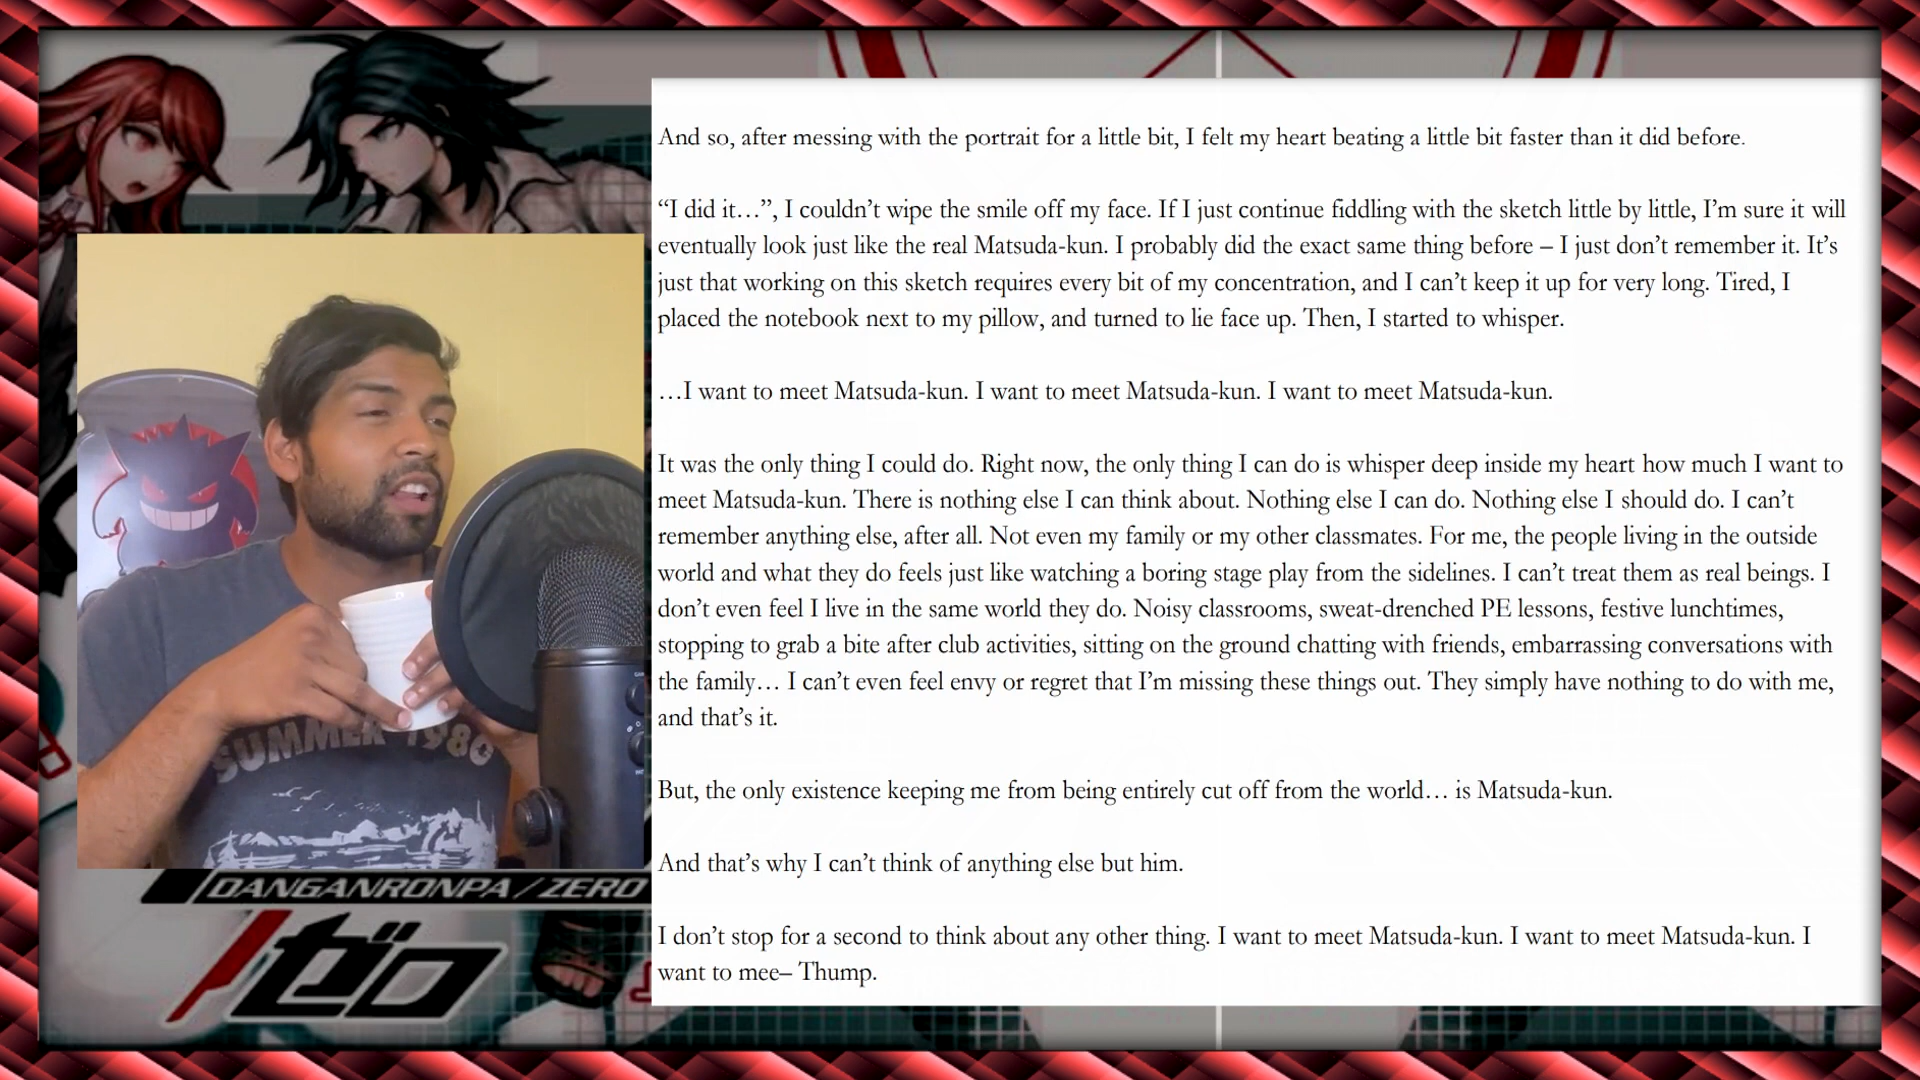 And so, after messing with the portrait for a little bit, I felt my heart beating a little bit faster than it did before.
“I did it…”, I couldn’t wipe the smile off my face. If I just continue fiddling with the sketch little by little, I’m sure it will
eventually look just like the real Matsuda-kun. I probably did the exact same thing before – I just don’t remember it. It’s
just that working on this sketch requires every bit of my concentration, and I can’t keep it up for very long. Tired, I
placed the notebook next to my pillow, and turned to lie face up. Then, I started to whisper.
…I want to meet Matsuda-kun. I want to meet Matsuda-kun. I want to meet Matsuda-kun.
It was the only thing I could do. Right now, the only thing I can do is whisper deep inside my heart how much I want to
meet Matsuda-kun. There is nothing else I can think about. Nothing else I can do. Nothing else I should do. I can’t
remember anything else, after all. Not even my family or my other classmates. For me, the people living in the outside
world and what they do feels just like watching a boring stage play from the sidelines. I can’t treat them as real beings. I
don’t even feel I live in the same world they do. Noisy classrooms, sweat-drenched PE lessons, festive lunchtimes,
stopping to grab a bite after club activities, sitting on the ground chatting with friends, embarrassing conversations with
the family… I can’t even feel envy or regret that I’m missing these things out. They simply have nothing to do with me,
and that’s it.
But, the only existence keeping me from being entirely cut off from the world… is Matsuda-kun.
And that’s why I can’t think of anything else but him.
I don’t stop for a second to think about any other thing. I want to meet Matsuda-kun. I want to meet Matsuda-kun. I
want to mee– Thump.
SUMMER 1980
DANGANRONPA/ZERO
/ゼロ